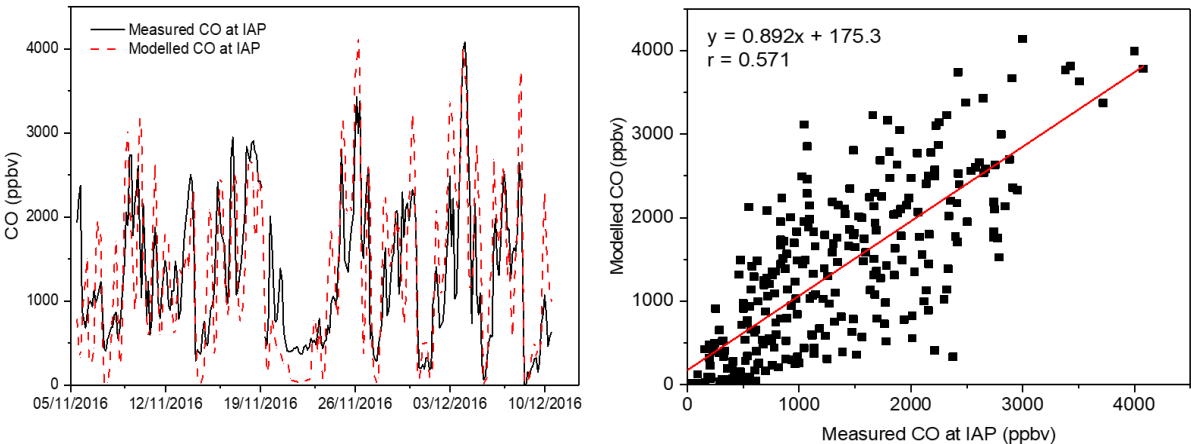 Measured CO at IAP
Modelled CO at IAP
CO (ppbv)
4000
3000
2000
1000
0
05/11/2016 12/11/2016 19/11/2016 26/11/2016 03/12/2016 10/12/2016
y = 0.892x + 175.3
r = 0.571
Modelled CO (ppbv)
4000
3000
2000
1000
0
0 1000 2000 3000 4000
Measured CO at IAP (ppbv)